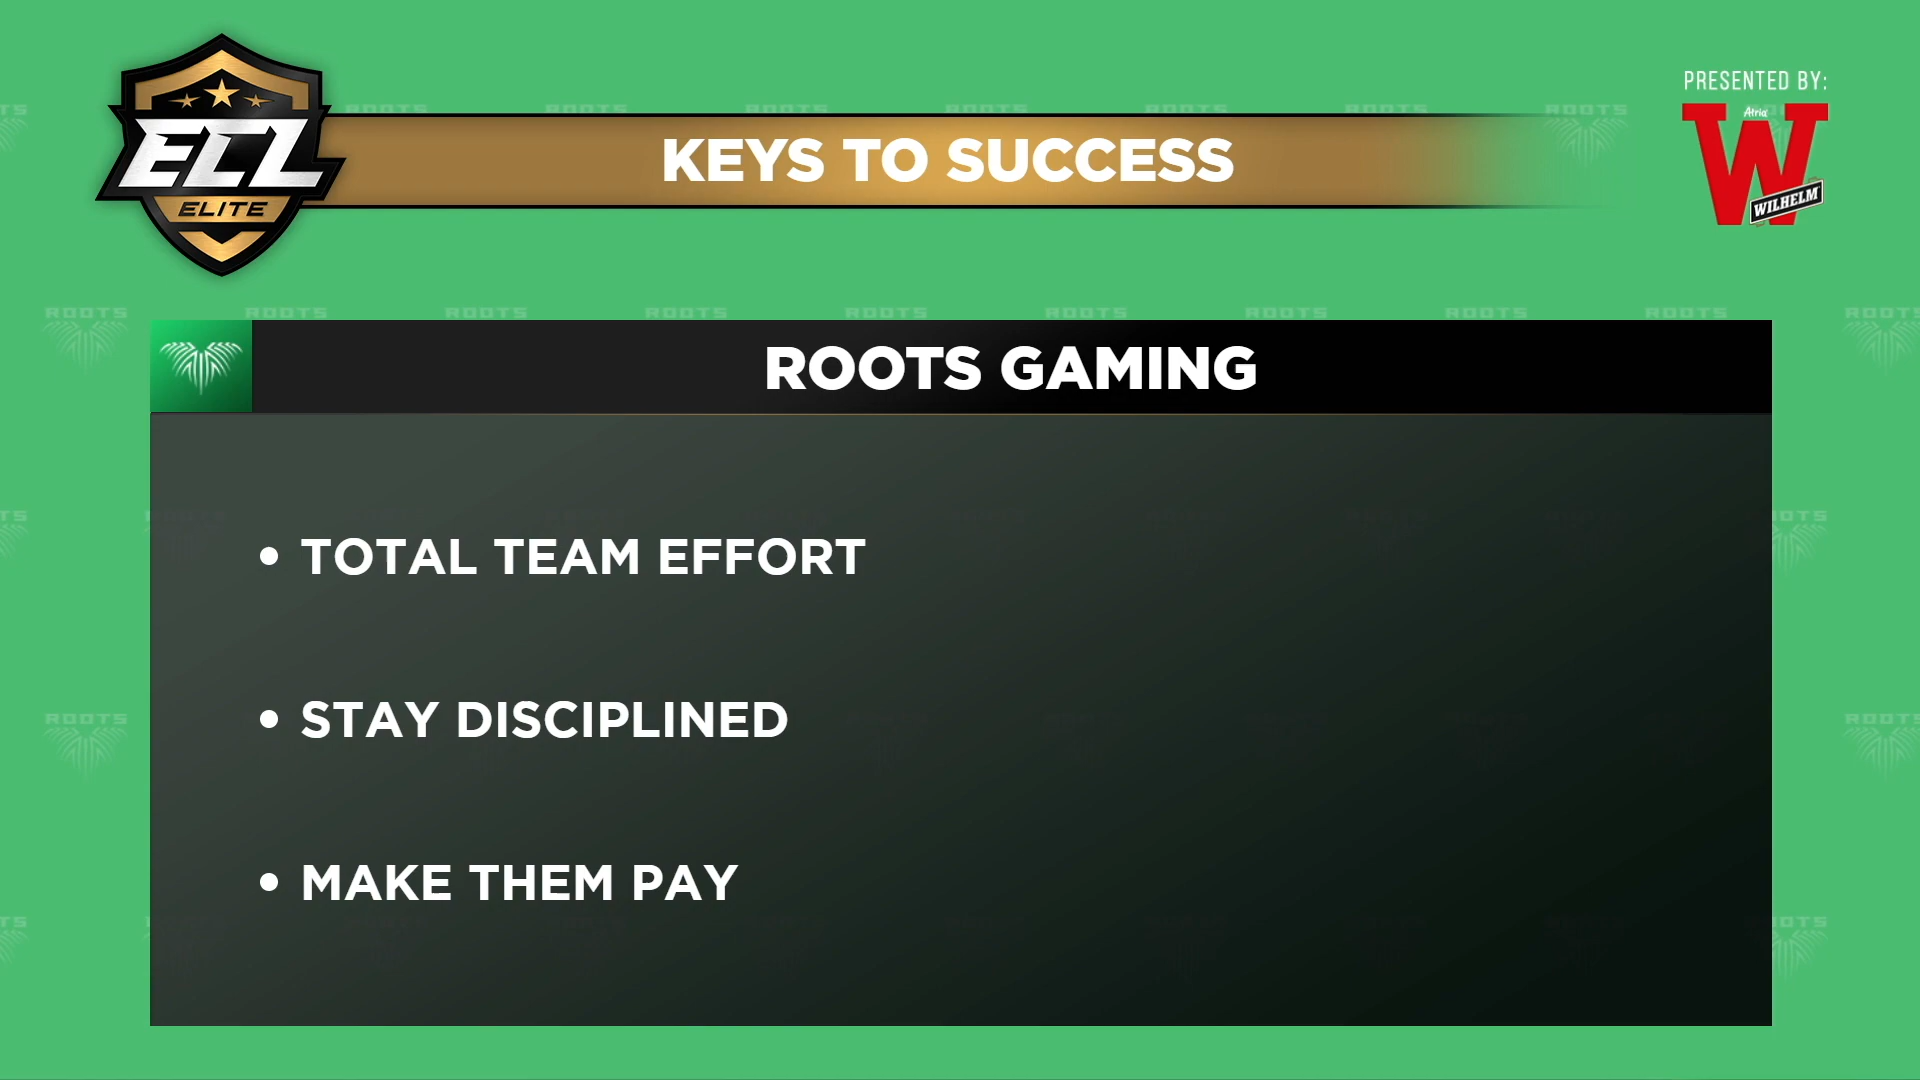 ECL
ELITE
KEYS TO SUCCESS
PRESENTED BY:
Atria
W
WILHELM
ROOTS GAMING
• TOTAL TEAM EFFORT
• STAY DISCIPLINED
• MAKE THEM PAY
ROOTS